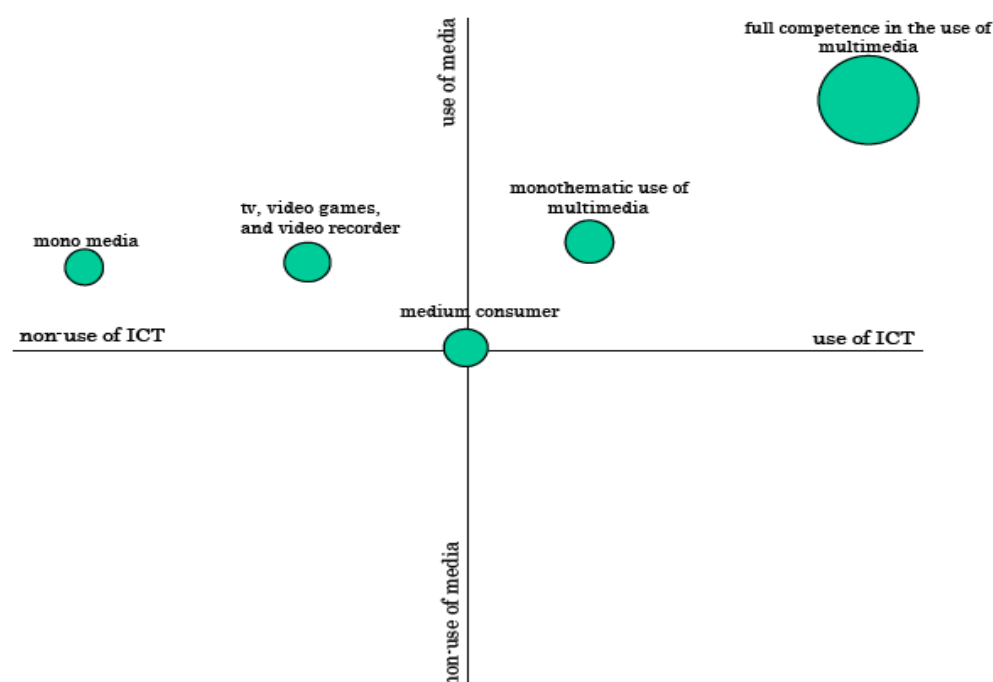 use of media
full competence in the use of
multimedia
monothematic use of
multimedia
tv, video games,
and video recorder
mono media
medium consumer
non-use of ICT
use of ICT
non-use of media